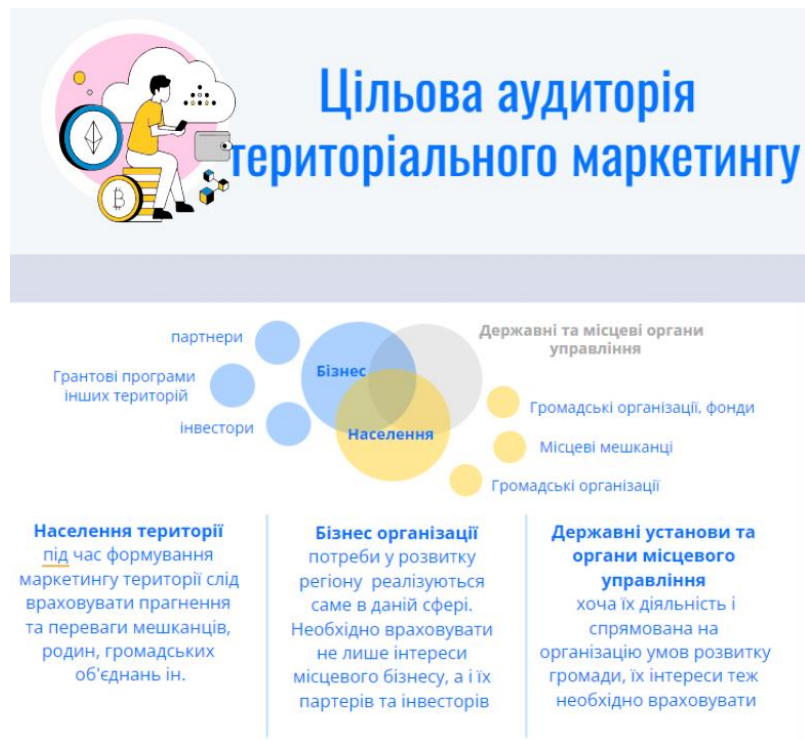 Цільова аудиторія
територіального маркетингу
партнери
Грантові програми
інших територій
інвестори
Бізнес
Населення
Державні та місцеві органи
управління
Громадські організації, фонди
Місцеві мешканці
Громадські організації
Населення території
під час формування
маркетингу території слід
враховувати прагнення
та переваги мешканців,
родин, громадських
об'єднань ін.
Бізнес організації
потреби у розвитку
регіону реалізуються
саме в даній сфері.
Необхідно враховувати
не лише інтереси
місцевого бізнесу, а і їх
партерів та інвесторів
Державні установи та
органи місцевого
управління
хоча їх діяльність і
спрямована на
організацію умов розвитку
громади, їх інтереси теж
необхідно враховувати